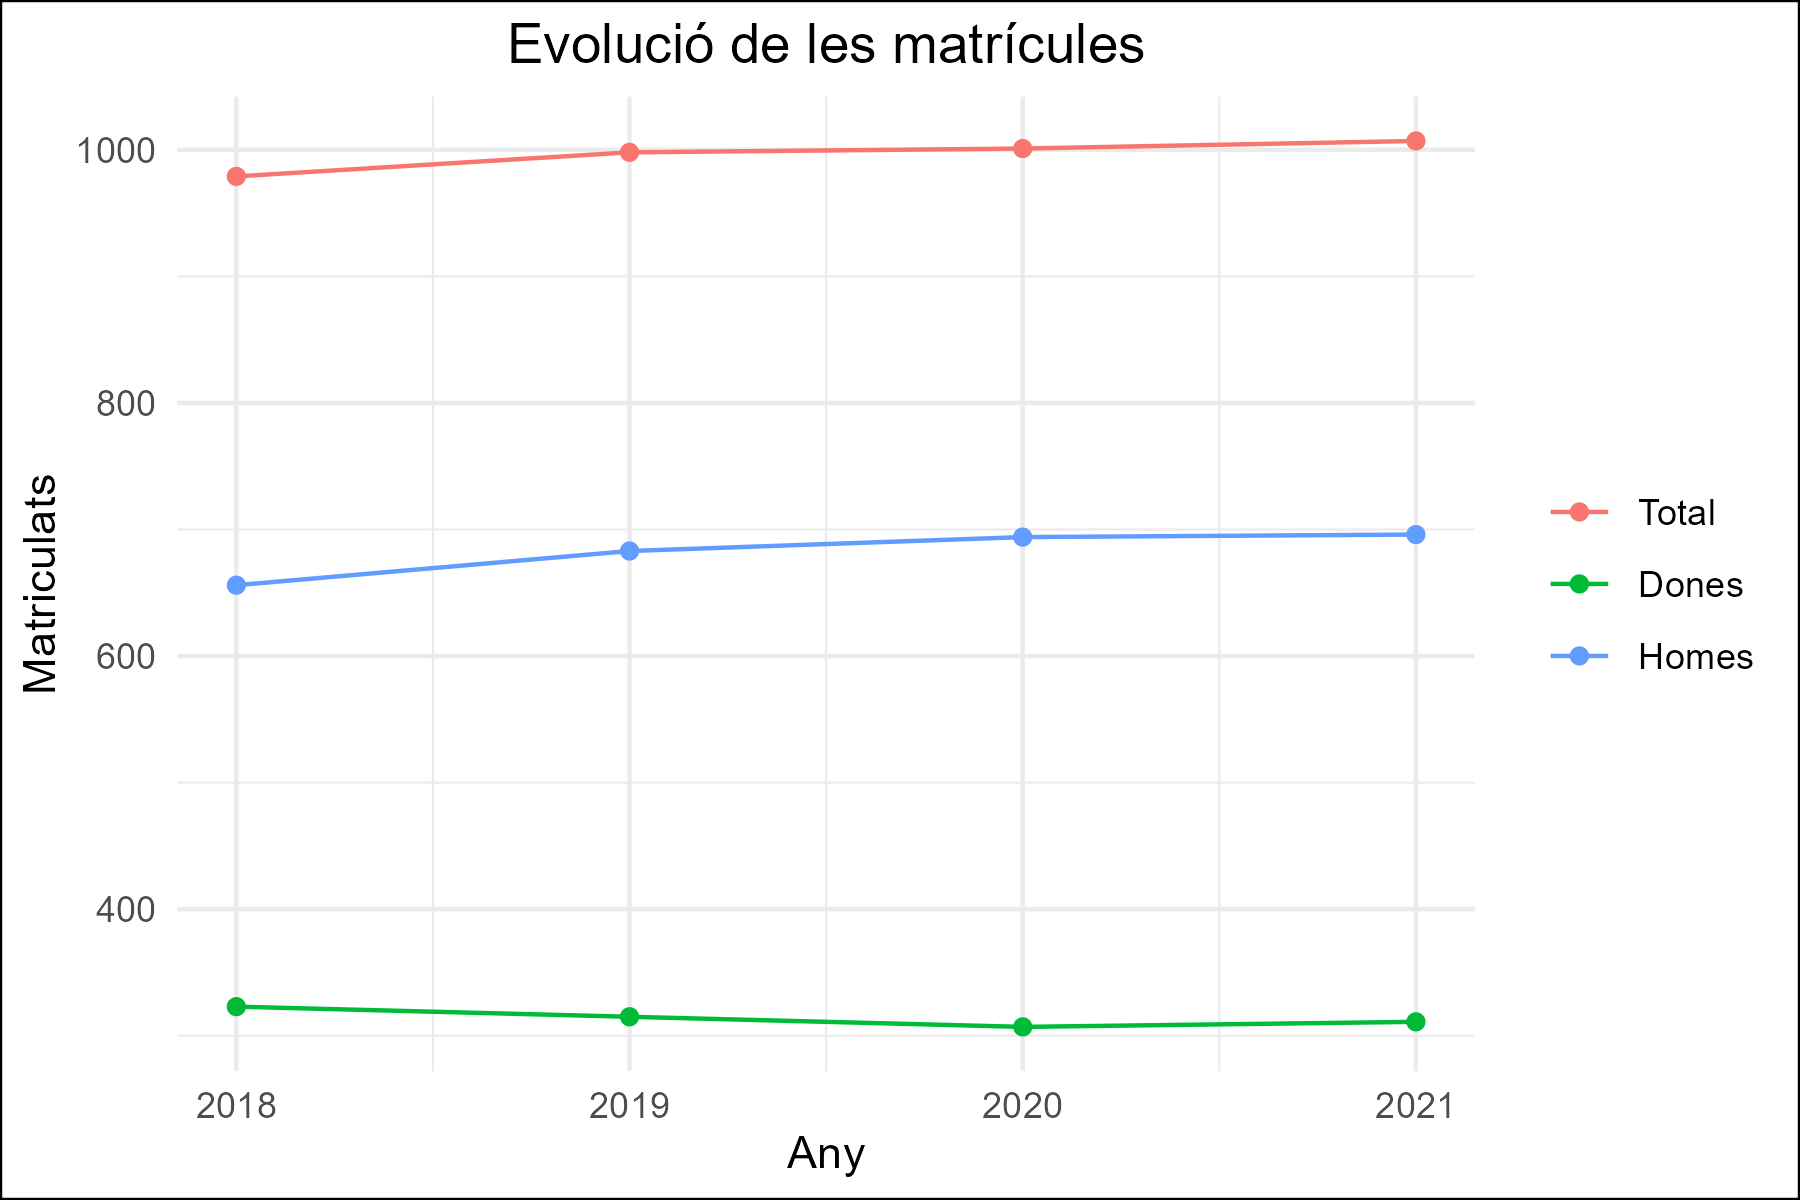 Evolució de les matrícules
1000
800
600
400
Matriculats
2018 2019 2020 2021
Any
Total
Dones
Homes